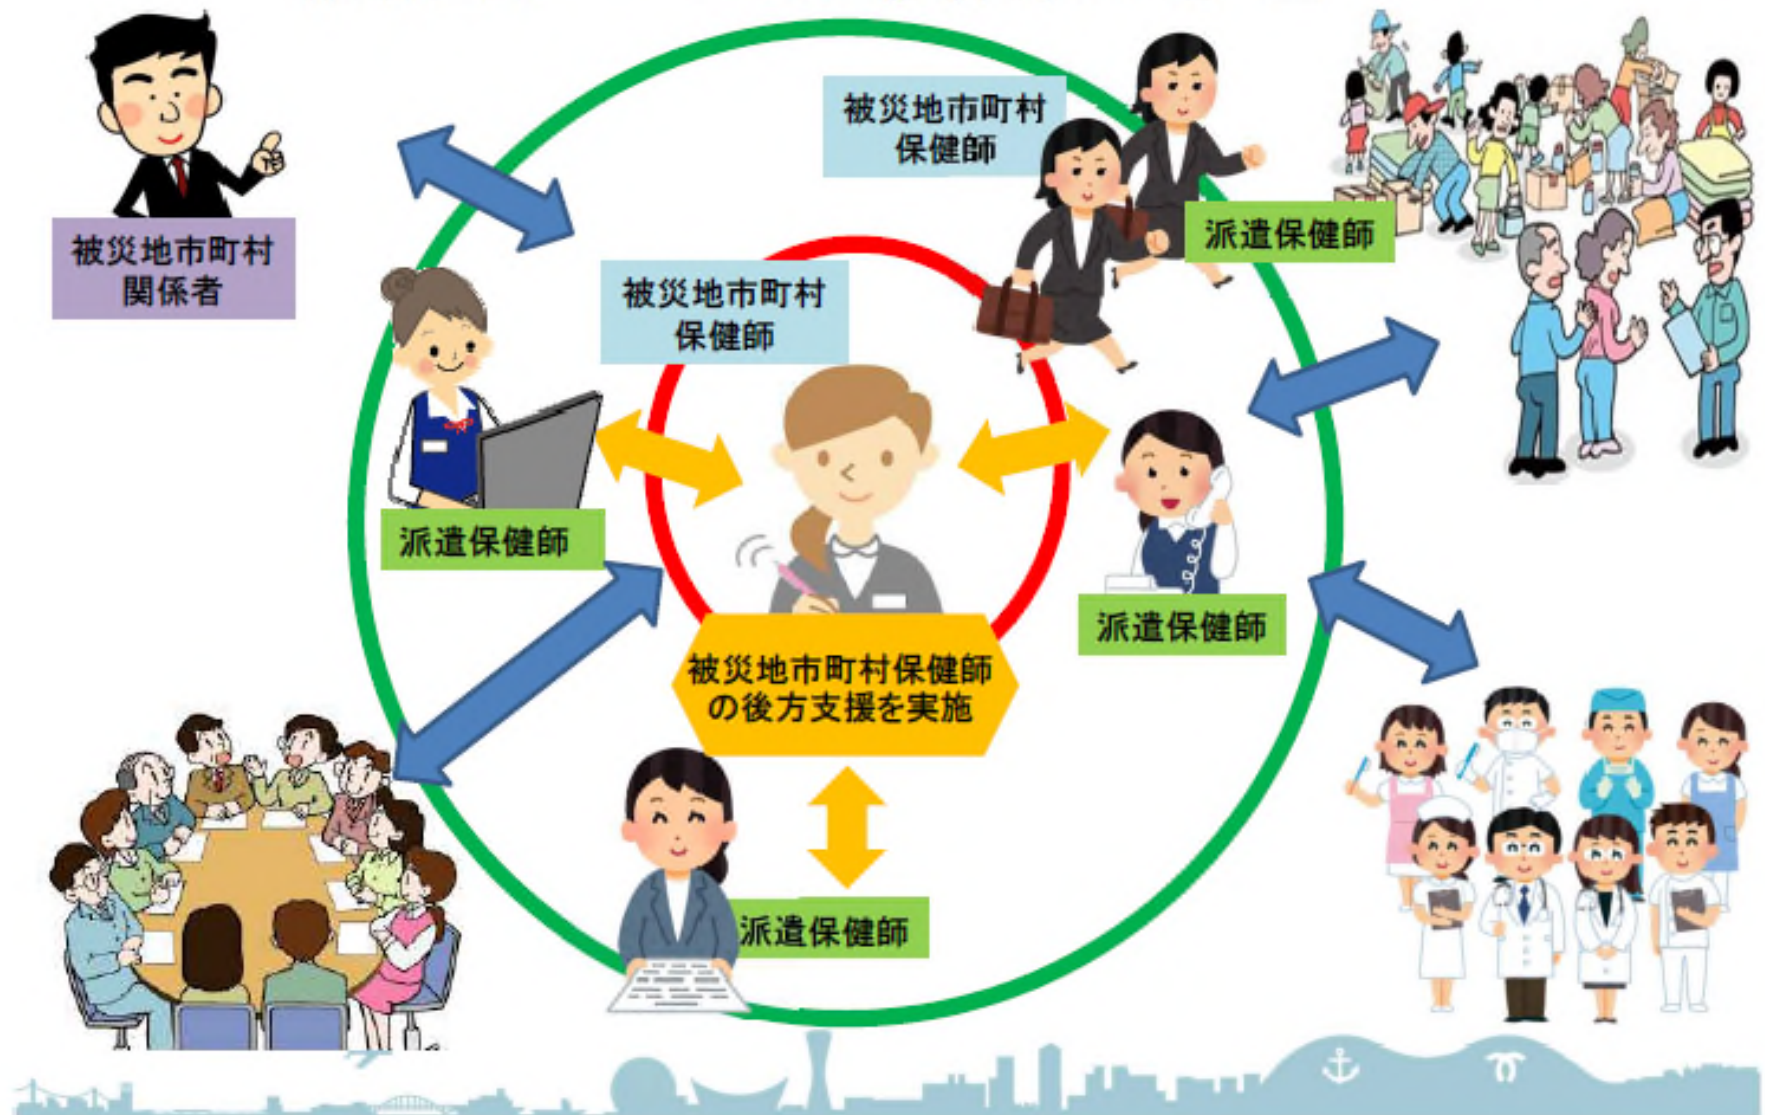 被災地市町村
保健師
派遣保健師
被災地市町村
関係者
被災地市町村
保健師
派遣保健師
派遣保健師
被災地市町村保健師
の後方支援を実施
派遣保健師